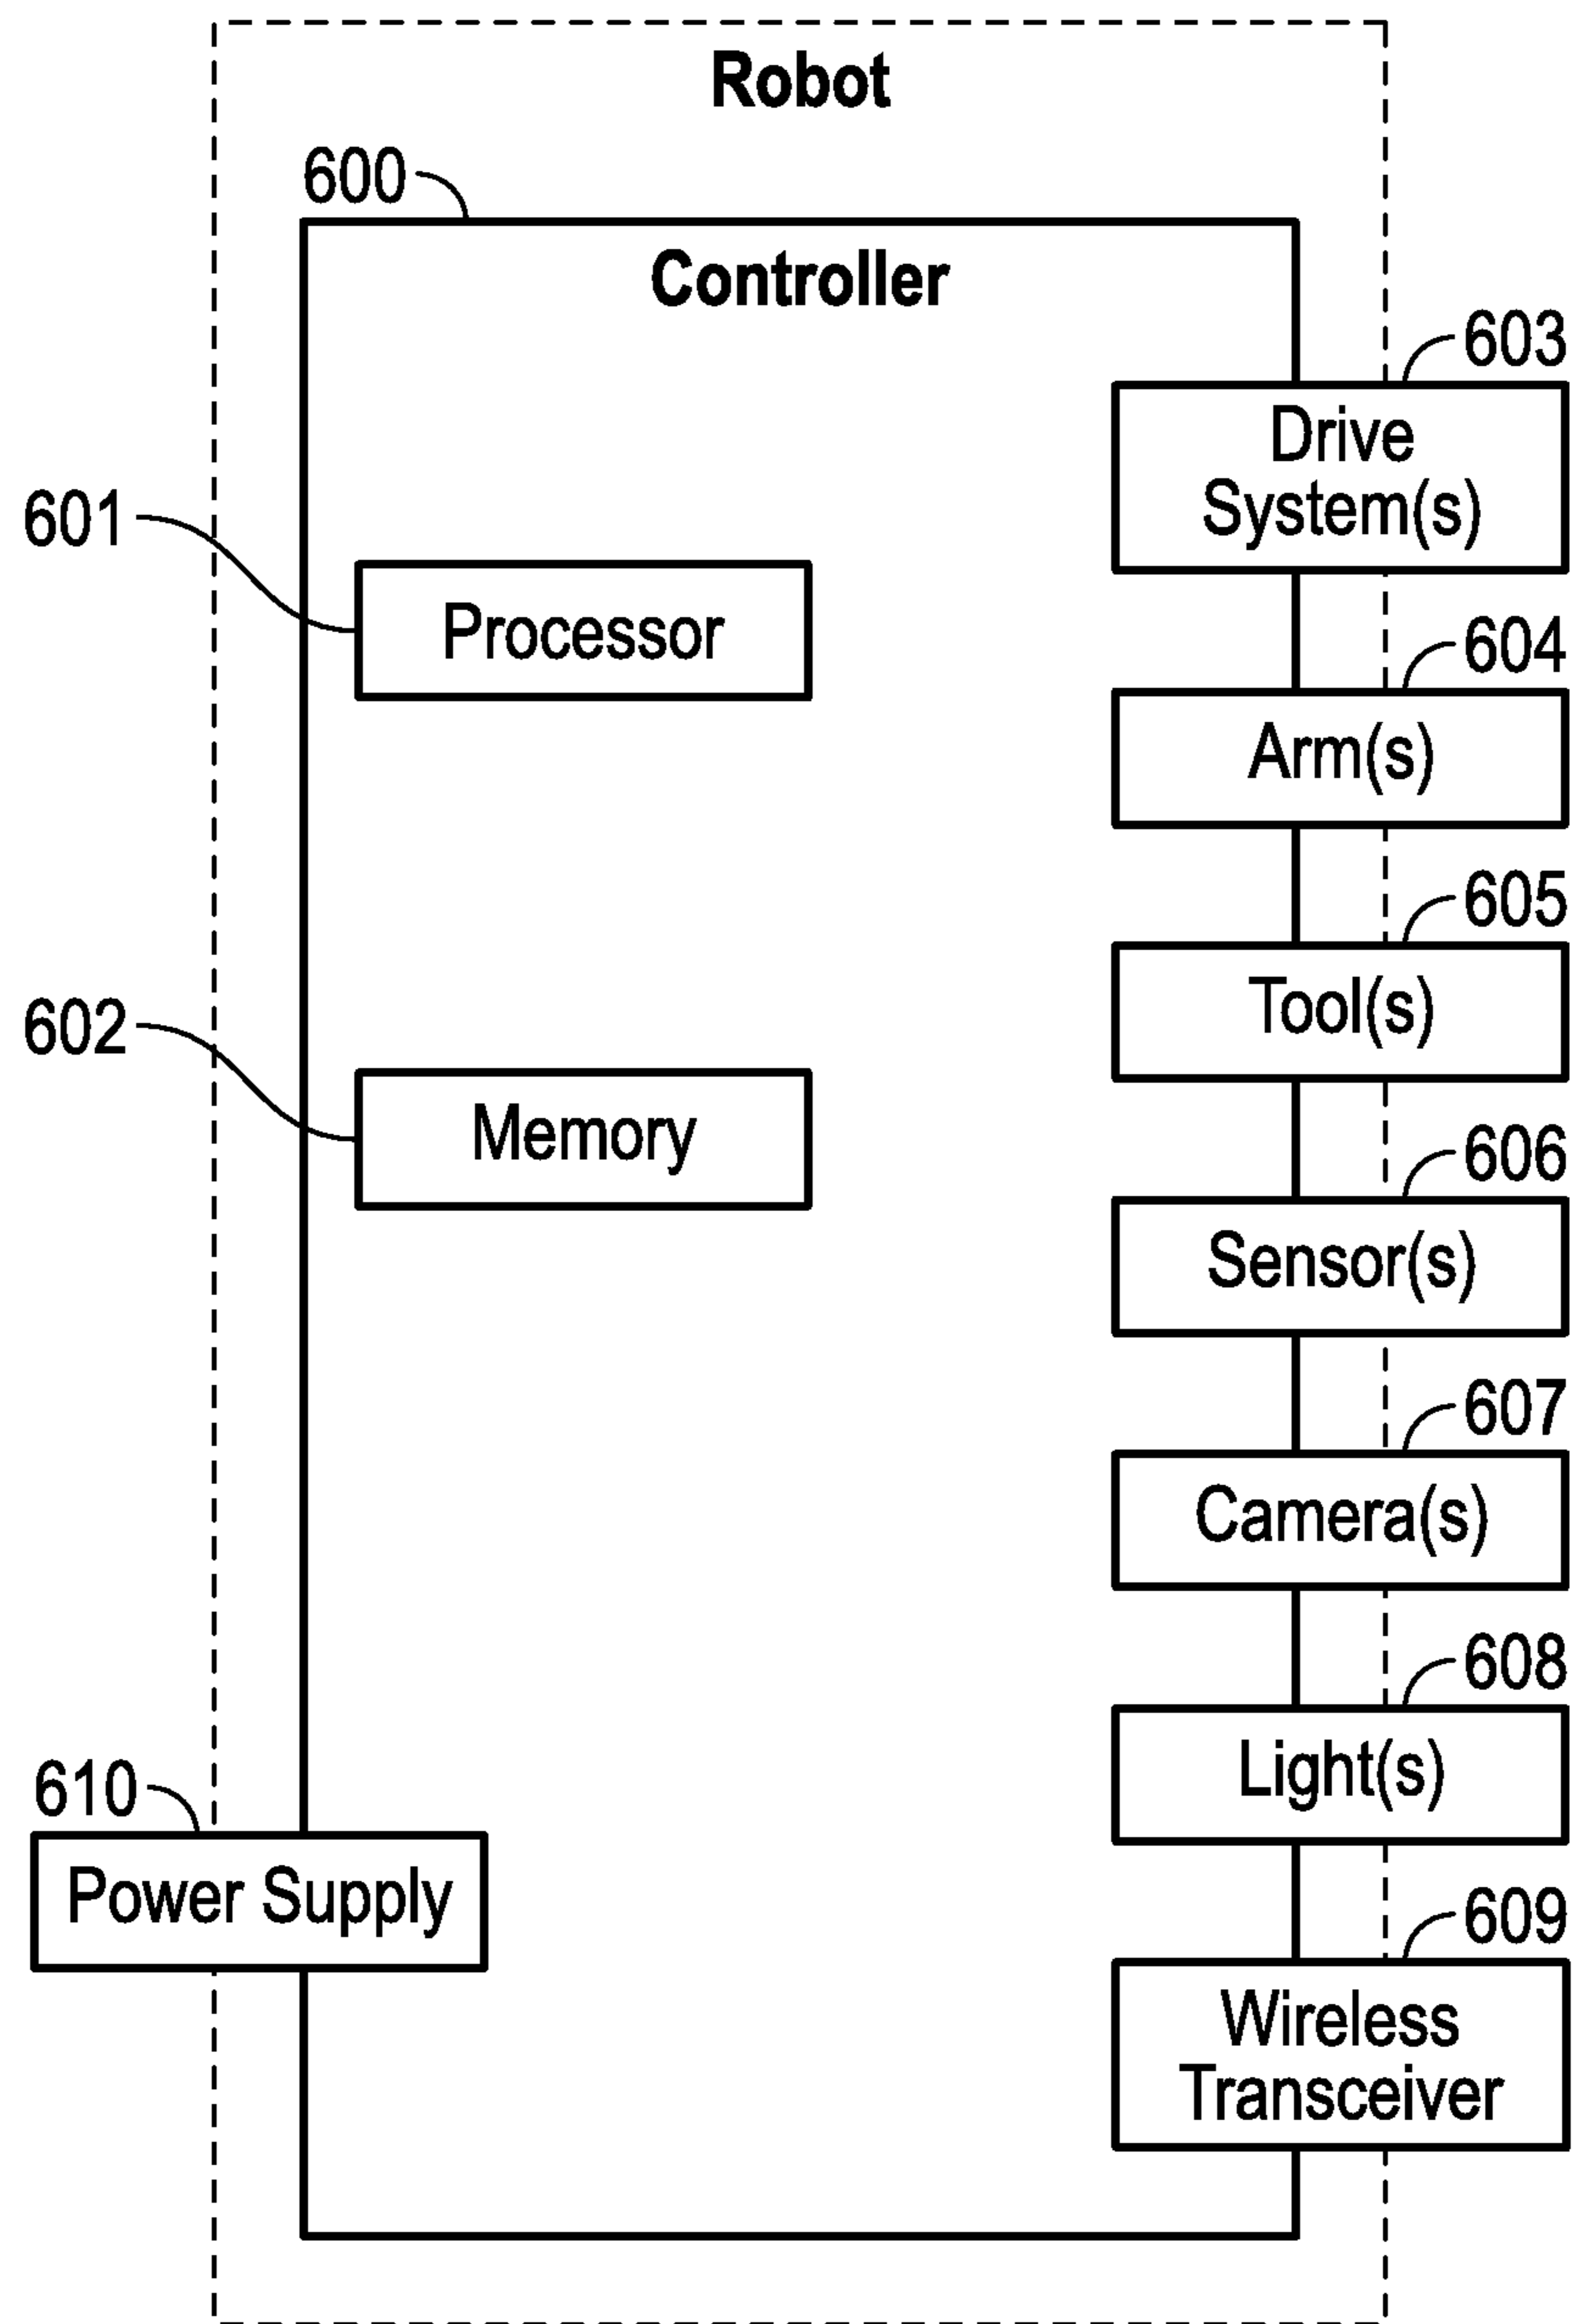 Robot
600
Controller
603
Drive
System(s)
601
Processor
604
Arm(s)
605
Tool(s)
602
Memory
606
Sensor(s)
607
Camera(s)
608
Light(s)
610
Power Supply
609
Wireless
Transceiver